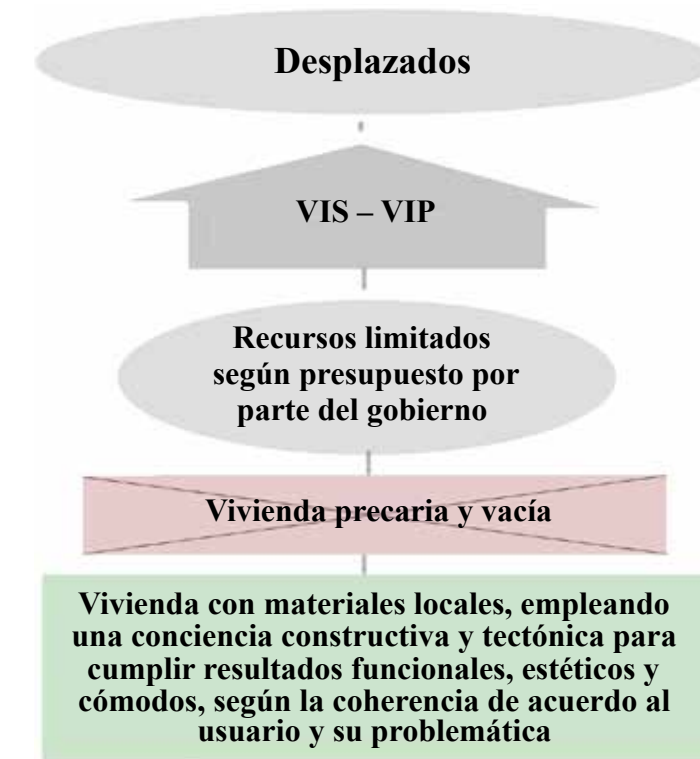 Desplazados
VIS – VIP
Recursos limitados
según presupuesto por
parte del gobierno
Vivienda precaria y vacía
Vivienda con materiales locales, empleando
una conciencia constructiva y tectónica para
cumplir resultados funcionales, estéticos y
cómodos, según la coherencia de acuerdo al
usuario y su problemática